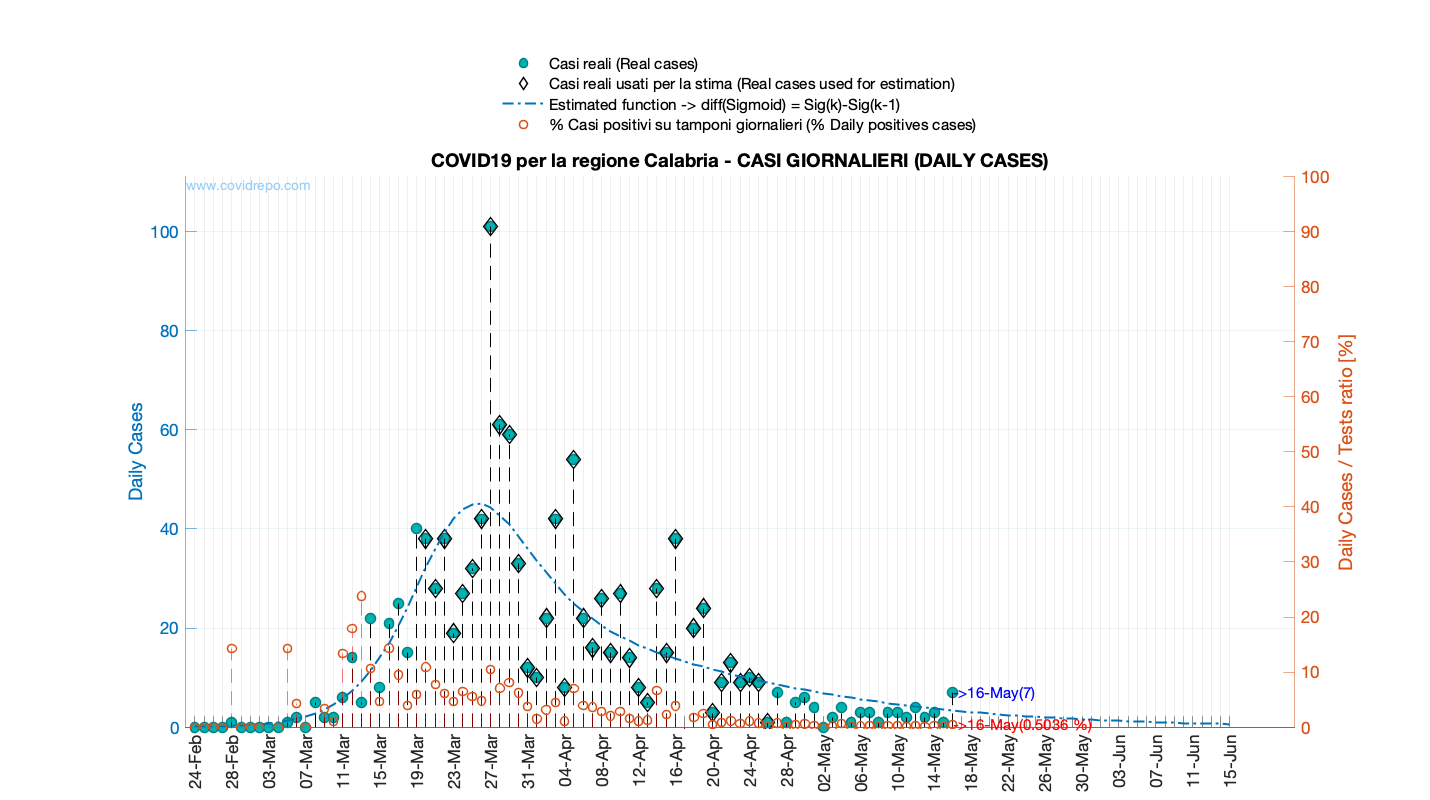 Casi reali (Real cases)
Casi reali usati per la stima (Real cases used for estimation)
Estimated function -> diff(Sigmoid) = Sig(k)-Sig(k-1)
% Casi positivi su tamponi giornalieri (% Daily positives cases)
COVID19 per la regione Calabria - CASI GIORNALIERI (DAILY CASES)
www.covidrepo.com
Daily Cases
100
80
60
40
20
0
Daily Cases / Tests ratio [%]
100
90
80
70
60
50
40
30
20
10
0
->16-May(7)
->16-May(0.5036 %)
24-Feb
28-Feb
03-Mar
07-Mar
11-Mar
15-Mar
19-Mar
23-Mar
27-Mar
31-Mar
04-Apr
08-Apr
12-Apr
16-Apr
20-Apr
24-Apr
28-Apr
02-May
06-May
10-May
14-May
18-May
22-May
26-May
30-May
03-Jun
07-Jun
11-Jun
15-Jun